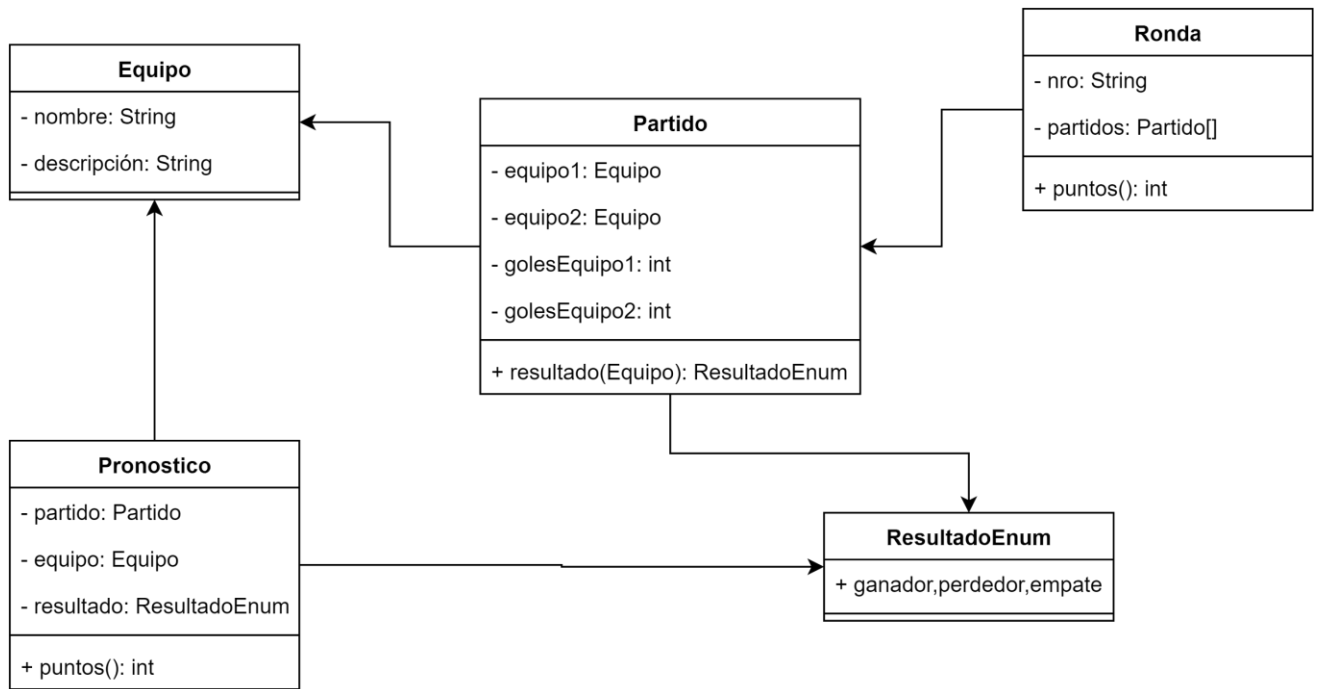 Equipo
- nombre: String
- descripción: String
Partido
- equipo1: Equipo
- equipo2: Equipo
- golesEquipo1: int
- golesEquipo2: int
+ resultado(Equipo): ResultadoEnum
Ronda
- nro: String
- partidos: Partido[]
+ puntos(): int
Pronostico
- partido: Partido
- equipo: Equipo
- resultado: ResultadoEnum
+ puntos(): int
ResultadoEnum
+ ganador,perdedor,empate